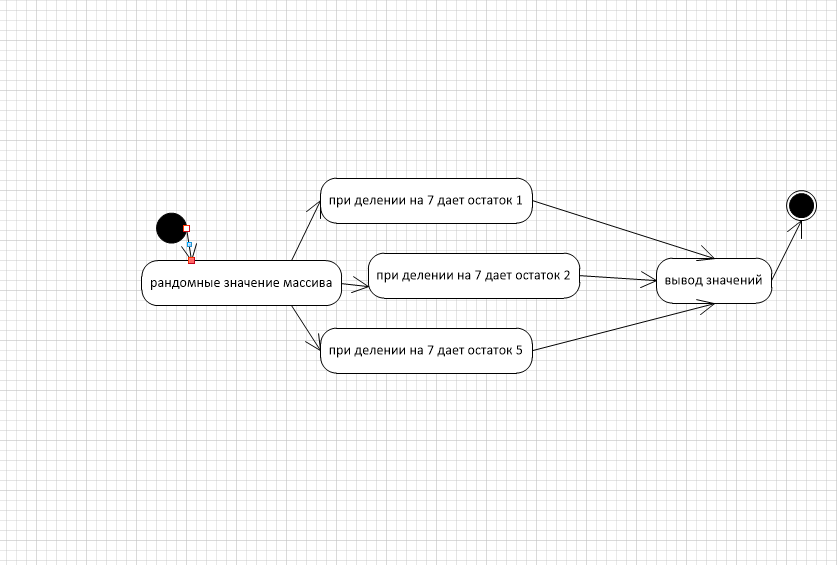 при делении на 7 дает остаток 1
рандомные значение массива
при делении на 7 дает остаток 2
вывод значений
при делении на 7 дает остаток 5